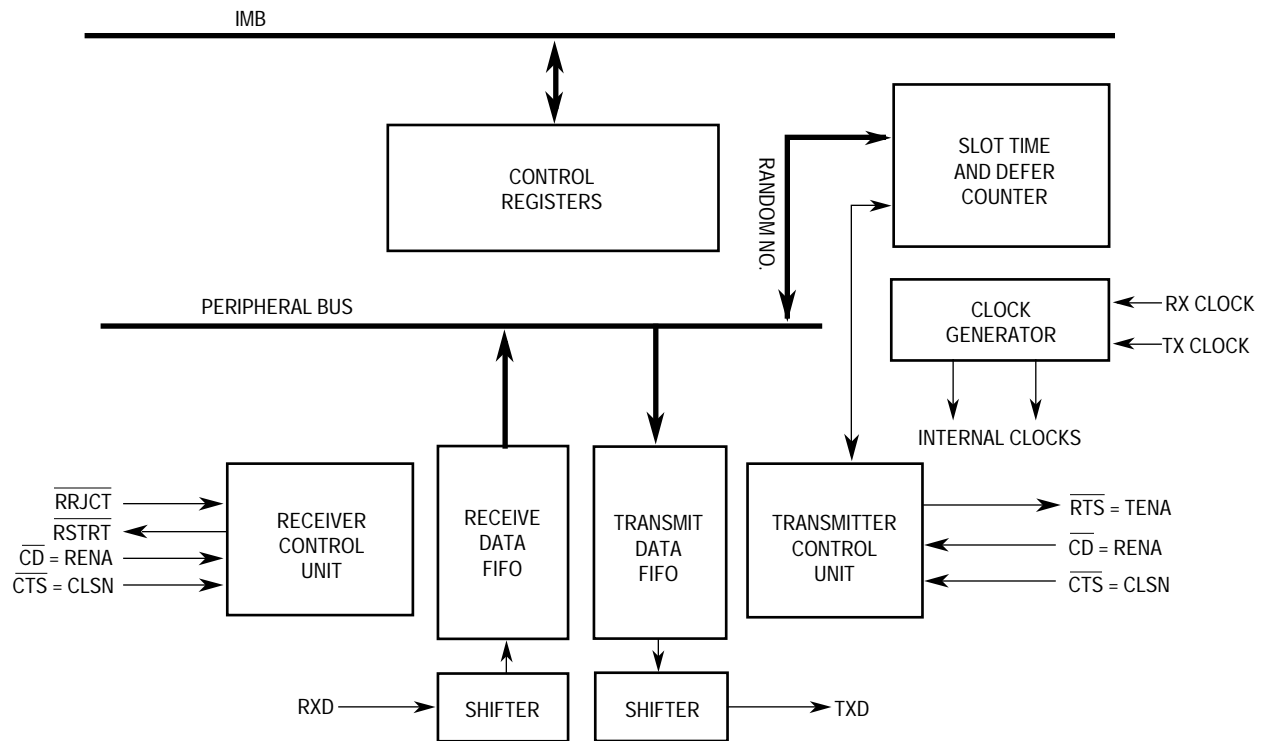 IMB
CONTROL
REGISTERS
RANDOM NO.
SLOT TIME
AND DEFER
COUNTER
PERIPHERAL BUS
CLOCK
GENERATOR
RX CLOCK
TX CLOCK
INTERNAL CLOCKS
RRJCT
RSTRT
CD = RENA
CTS = CLSN
RECEIVER
CONTROL
UNIT
RECEIVE
DATA
FIFO
TRANSMIT
DATA
FIFO
TRANSMITTER
CONTROL
UNIT
RTS = TENA
CD = RENA
CTS = CLSN
RXD
SHIFTER
SHIFTER
TXD